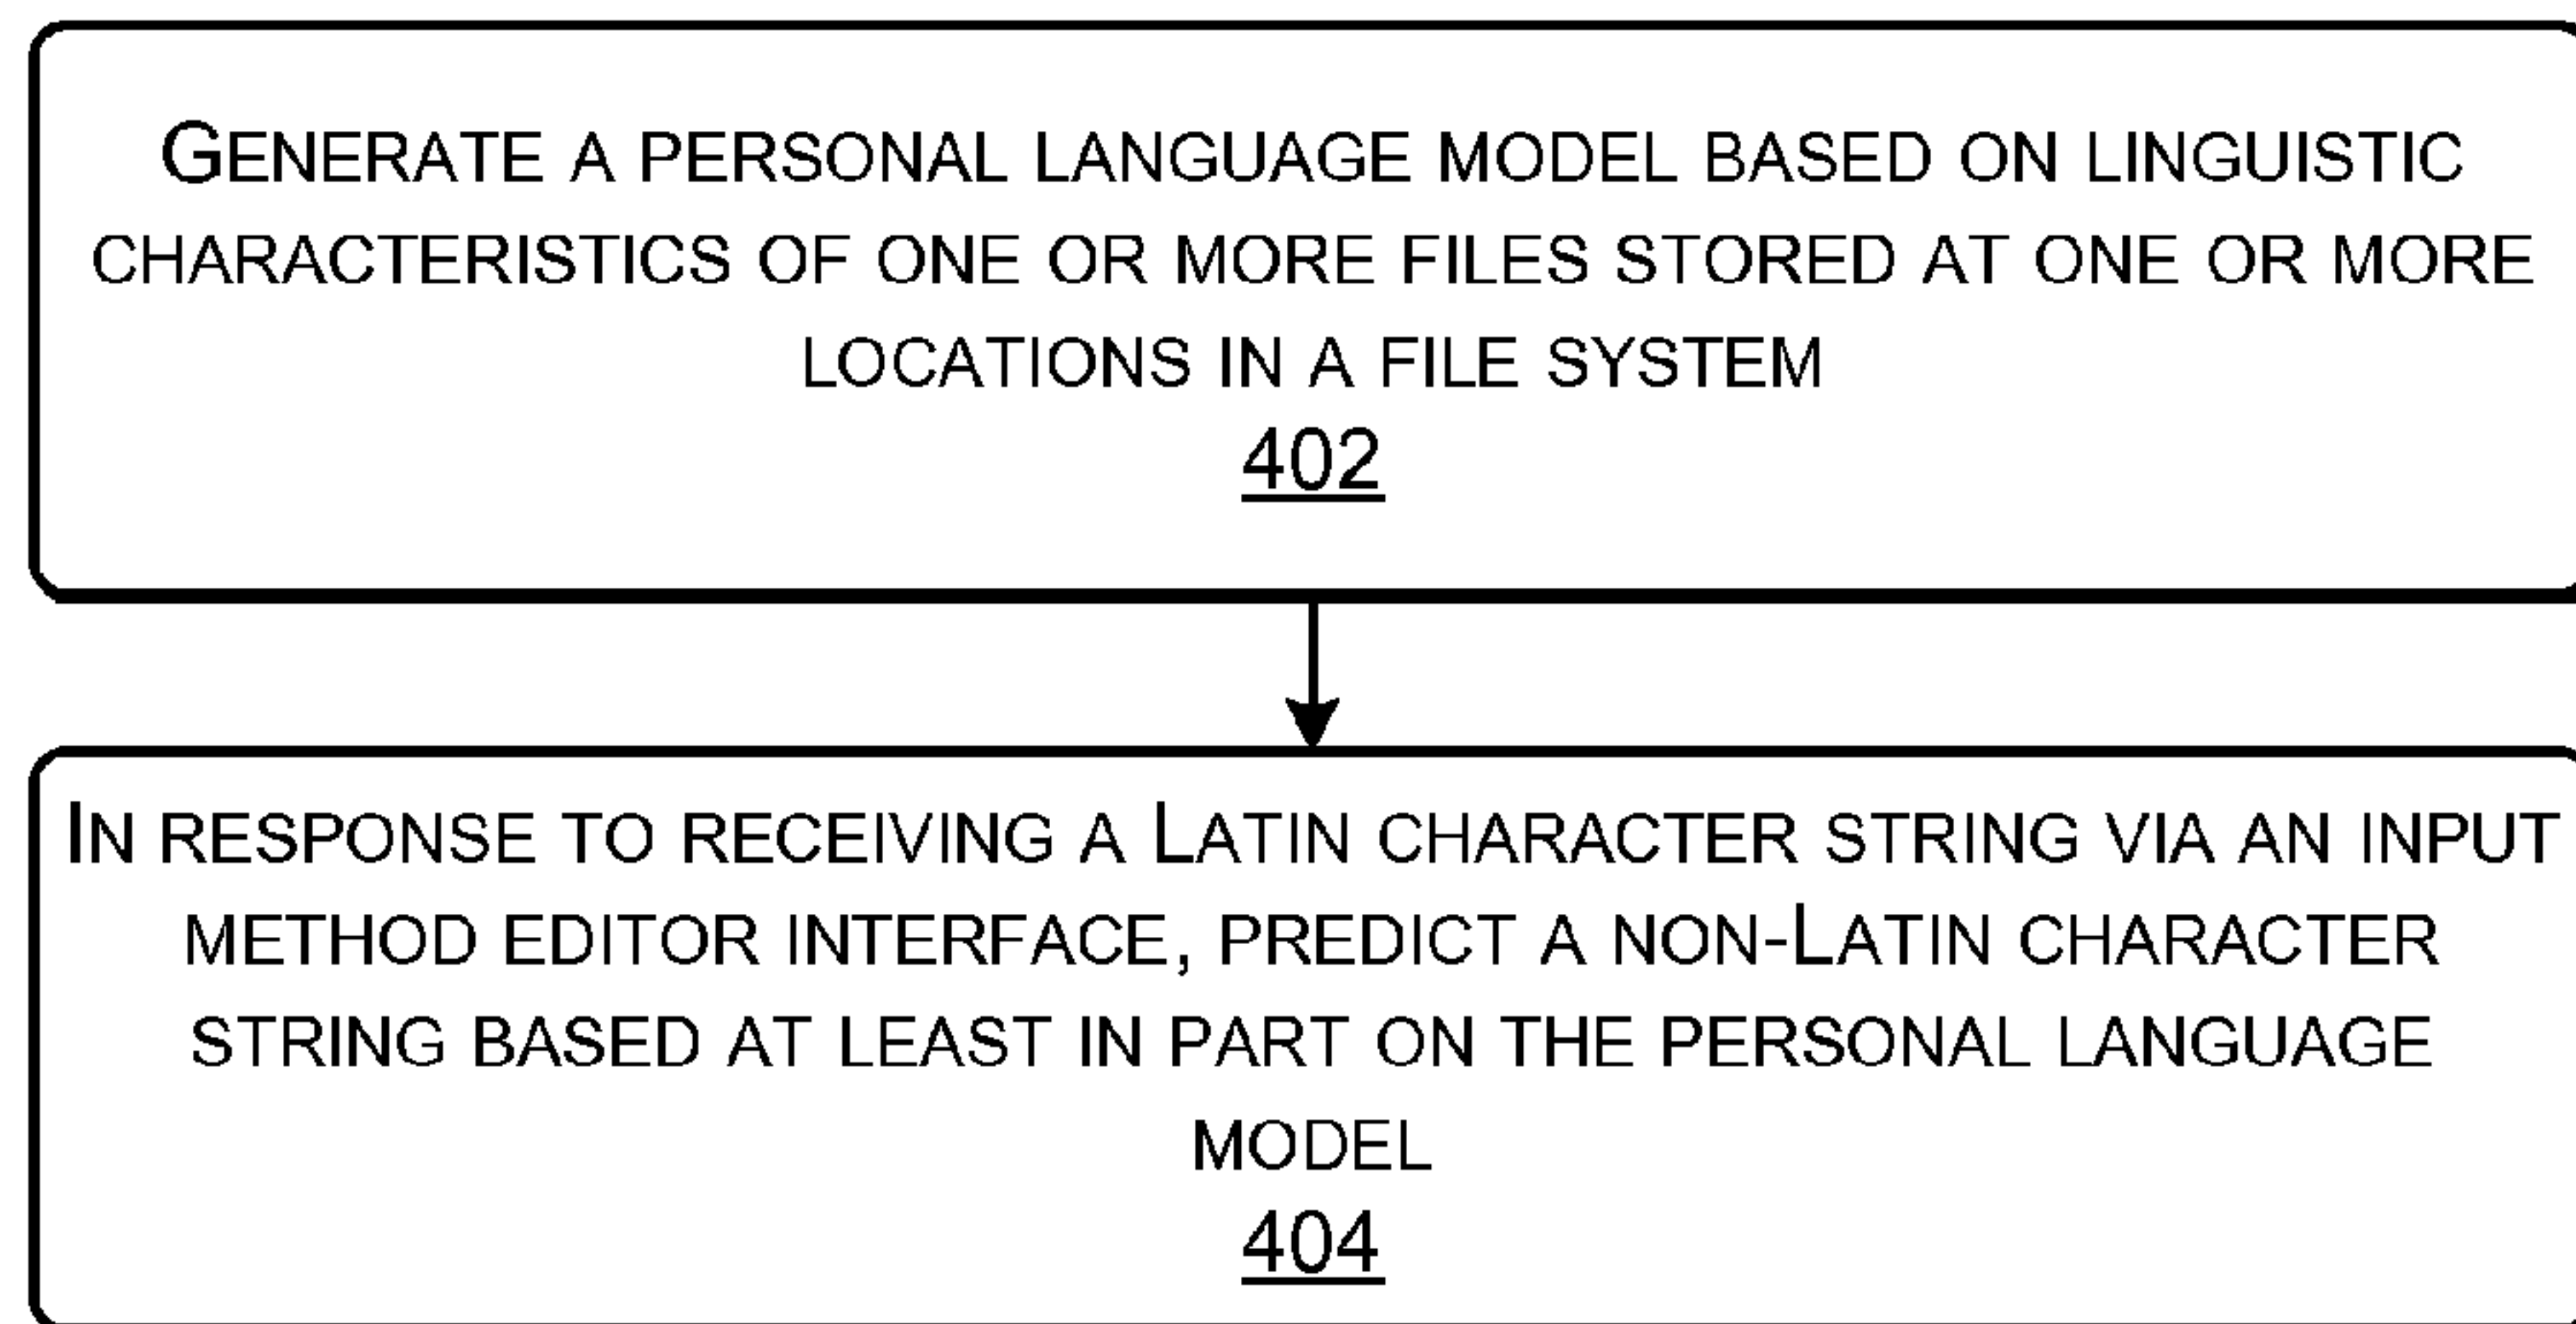 GENERATE A PERSONAL LANGUAGE MODEL BASED ON LINGUISTIC
CHARACTERISTICS OF ONE OR MORE FILES STORED AT ONE OR MORE
LOCATIONS IN A FILE SYSTEM
402
IN RESPONSE TO RECEIVING A LATIN CHARACTER STRING VIA AN INPUT
METHOD EDITOR INTERFACE, PREDICT A NON-LATIN CHARACTER
STRING BASED AT LEAST IN PART ON THE PERSONAL LANGUAGE
MODEL
404